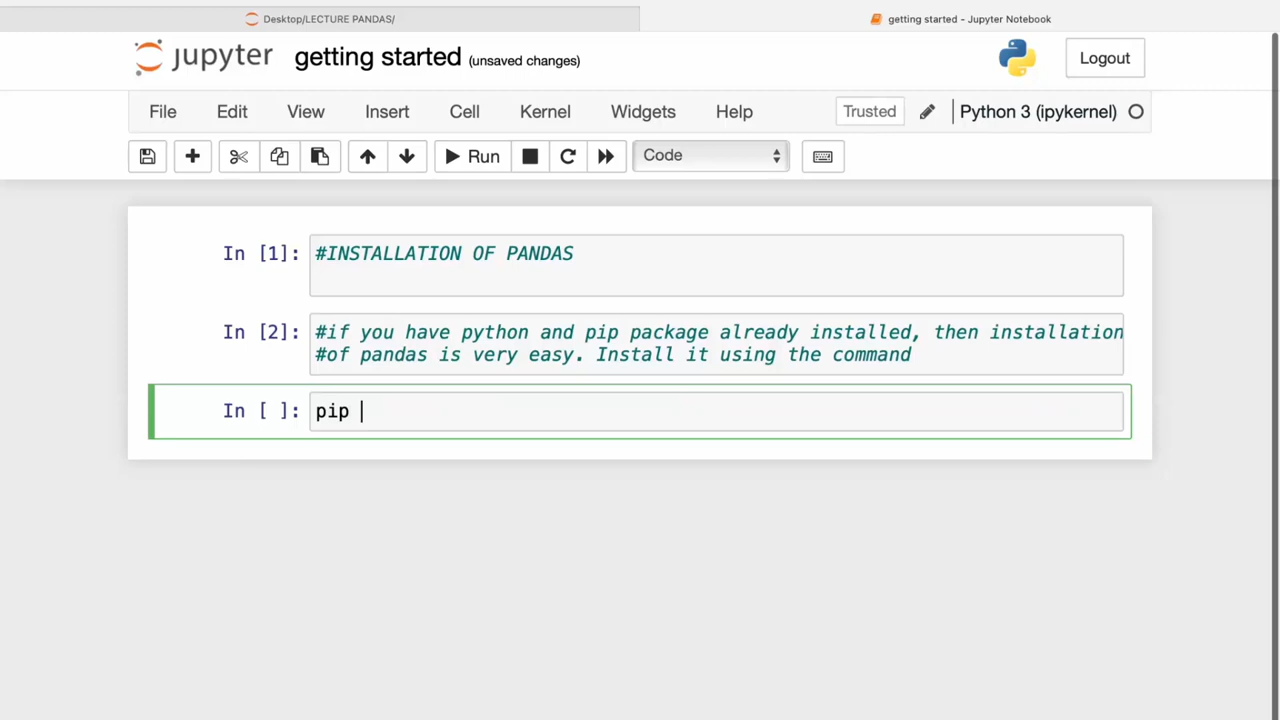 Desktop/LECTURE PANDAS/
getting started - Jupyter Notebook
jupyter getting started (unsaved changes)
Logout
File Edit View Insert Cell Kernel Widgets Help Trusted Python 3 (ipykernel)
Run Code
In [1]: #INSTALLATION OF PANDAS
In [2]: #if you have python and pip package already installed, then installation
#of pandas is very easy. Install it using the command
In [ ]: pip